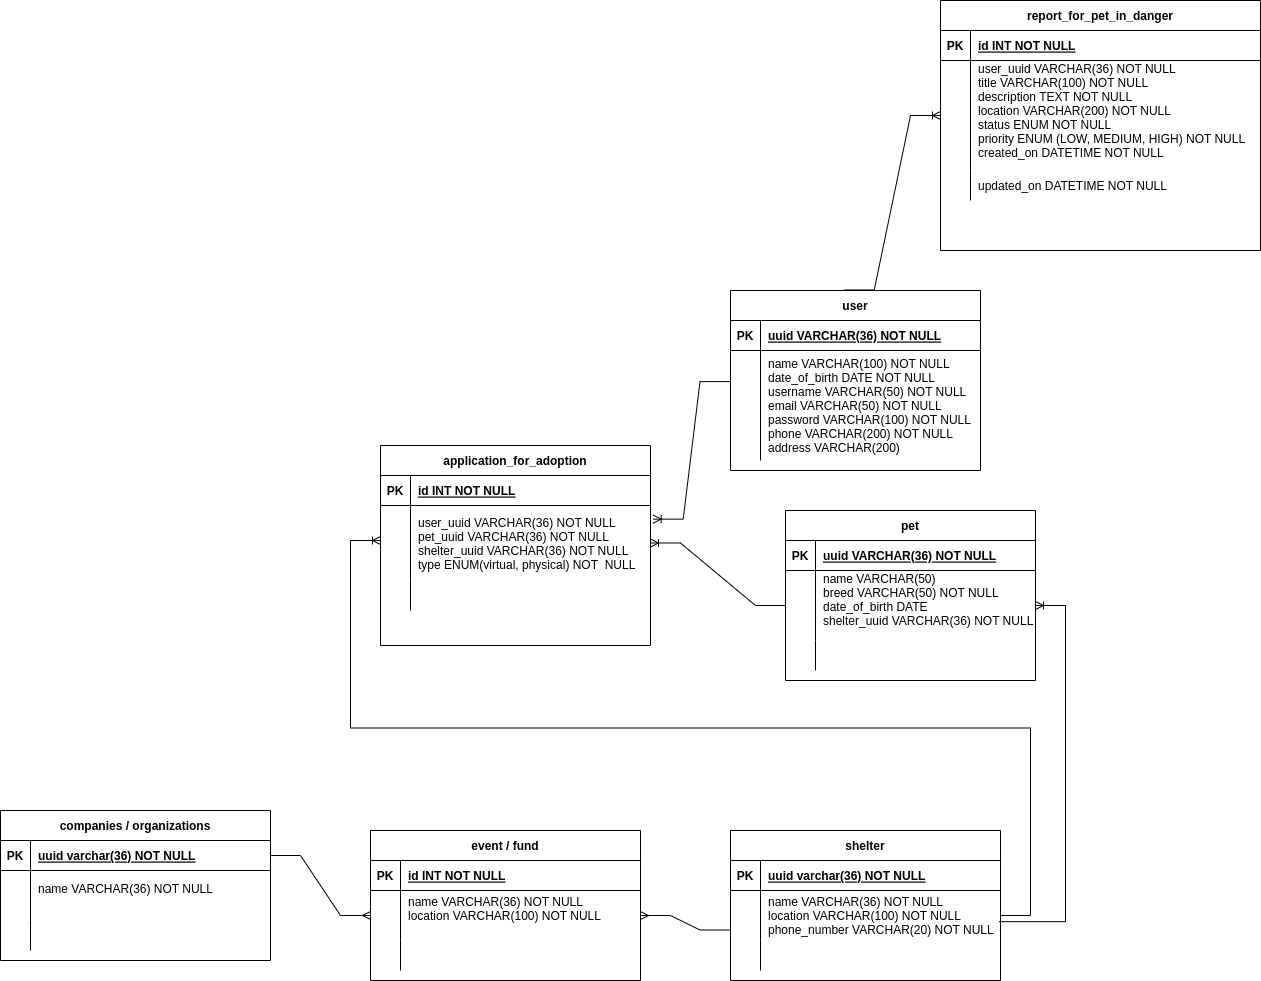 report_for_pet_in_danger
PK id INT NOT NULL
user_uuid VARCHAR(36) NOT NULL
title VARCHAR(100) NOT NULL
description TEXT NOT NULL
location VARCHAR(200) NOT NULL
status ENUM NOT NULL
priority ENUM (LOW, MEDIUM, HIGH) NOT NULL
created_on DATETIME NOT NULL
updated_on DATETIME NOT NULL
user
PK uuid VARCHAR(36) NOT NULL
name VARCHAR(100) NOT NULL
date_of_birth DATE NOT NULL
username VARCHAR(50) NOT NULL
email VARCHAR(50) NOT NULL
password VARCHAR(100) NOT NULL
phone VARCHAR(200) NOT NULL
address VARCHAR(200)
application_for_adoption
PK id INT NOT NULL
user_uuid VARCHAR(36) NOT NULL
pet_uuid VARCHAR(36) NOT NULL
shelter_uuid VARCHAR(36) NOT NULL
type ENUM(virtual, physical) NOT  NULL
pet
PK uuid VARCHAR(36) NOT NULL
name VARCHAR(50)
breed VARCHAR(50) NOT NULL
date_of_birth DATE
shelter_uuid VARCHAR(36) NOT NULL
companies / organizations
PK uuid varchar(36) NOT NULL
name VARCHAR(36) NOT NULL
event / fund
PK id INT NOT NULL
name VARCHAR(36) NOT NULL
location VARCHAR(100) NOT NULL
shelter
PK uuid varchar(36) NOT NULL
name VARCHAR(36) NOT NULL
location VARCHAR(100) NOT NULL
phone_number VARCHAR(20) NOT NULL